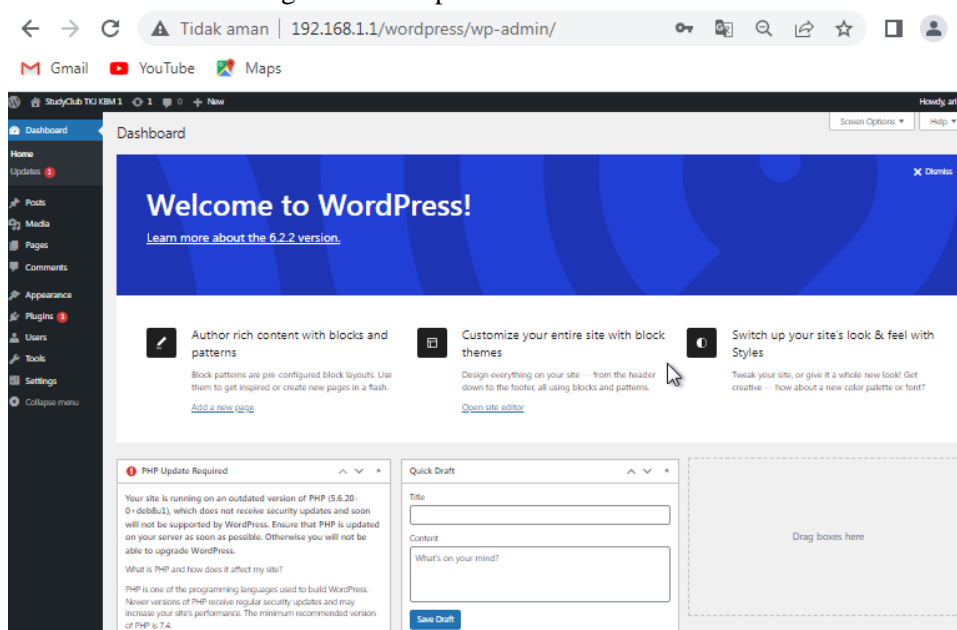 Tidak aman | 192.168.1.1/wordpress/wp-admin/
Gmail YouTube Maps
StudyClub TKJ KBM 1 1 0 + New Howdy, ari
Dashboard
Home
Updates 1
Posts
Media
Pages
Comments
Appearance
Plugins 1
Users
Tools
Settings
Collapse menu
Screen Options Help
Dashboard
Dismiss
Welcome to WordPress!
Learn more about the 6.2.2 version.
Author rich content with blocks and
patterns
Block patterns are pre-configured block layouts. Use
them to get inspired or create new pages in a flash.
Add a new page
Customize your entire site with block
themes
Design everything on your site — from the header
down to the footer, all using blocks and patterns.
Open site editor
Switch up your site's look & feel with
Styles
Tweak your site, or give it a whole new look! Get
creative — how about a new color palette or font?
PHP Update Required
Your site is running on an outdated version of PHP (5.6.20-
0+deb8u1), which does not receive security updates and soon
will not be supported by WordPress. Ensure that PHP is updated
on your server as soon as possible. Otherwise you will not be
able to upgrade WordPress.
What is PHP and how does it affect my site?
PHP is one of the programming languages used to build WordPress.
Newer versions of PHP receive regular security updates and may
increase your site's performance. The minimum recommended version
of PHP is 7.4.
Quick Draft
Title
Content
What's on your mind?
Save Draft
Drag boxes here